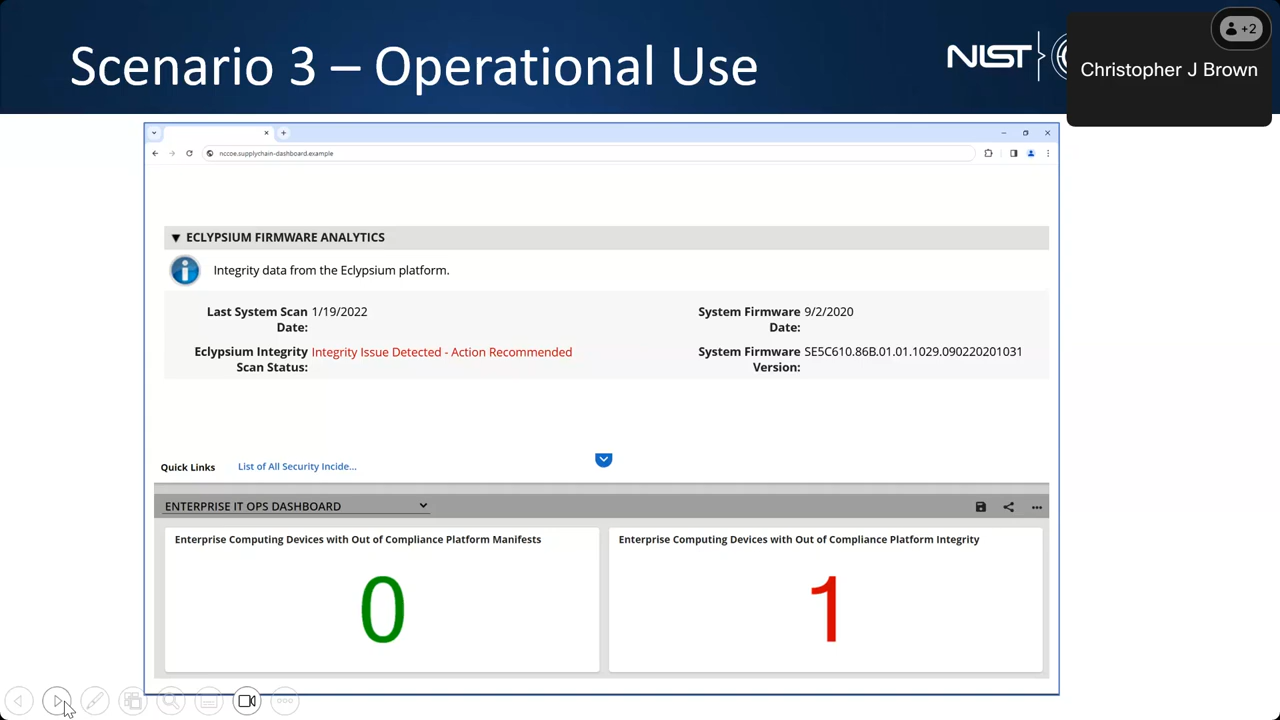 Scenario 3 – Operational Use
NIST
+2
Christopher J Brown
nccoe.supplychain-dashboard.example
ECLYPSIUM FIRMWARE ANALYTICS
Integrity data from the Eclypsium platform.
Last System Scan Date: 1/19/2022
System Firmware Date: 9/2/2020
Eclypsium Integrity Scan Status: Integrity Issue Detected - Action Recommended
System Firmware Version: SE5C610.86B.01.01.1029.090220201031
Quick Links
List of All Security Incide...
ENTERPRISE IT OPS DASHBOARD
Enterprise Computing Devices with Out of Compliance Platform Manifests
0
Enterprise Computing Devices with Out of Compliance Platform Integrity
1